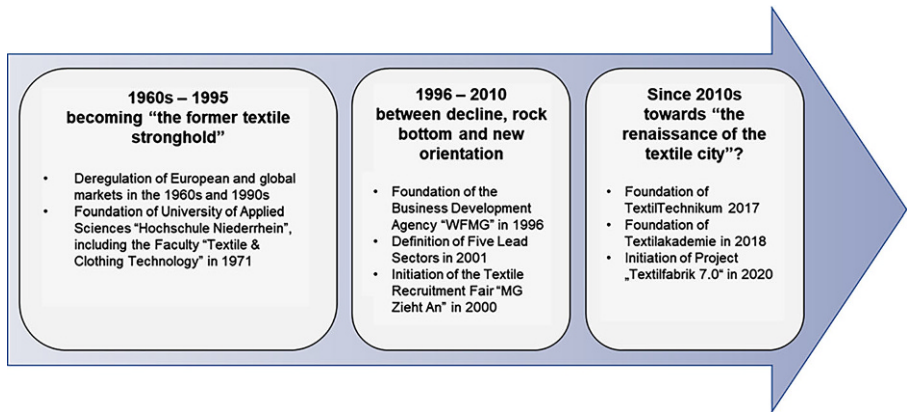 1960s – 1995
becoming “the former textile
stronghold”
• Deregulation of European and global
markets in the 1960s and 1990s
• Foundation of University of Applied
Sciences “Hochschule Niederrhein”,
including the Faculty “Textile &
Clothing Technology” in 1971
1996 – 2010
between decline, rock
bottom and new
orientation
• Foundation of the
Business Development
Agency “WFMG” in 1996
• Definition of Five Lead
Sectors in 2001
• Initiation of the Textile
Recruitment Fair “MG
Zieht An” in 2000
Since 2010s
towards “the
renaissance of the
textile city”?
• Foundation of
TextilTechnikum 2017
• Foundation of
Textilakademie in 2018
• Initiation of Project
„Textilfabrik 7.0“ in 2020